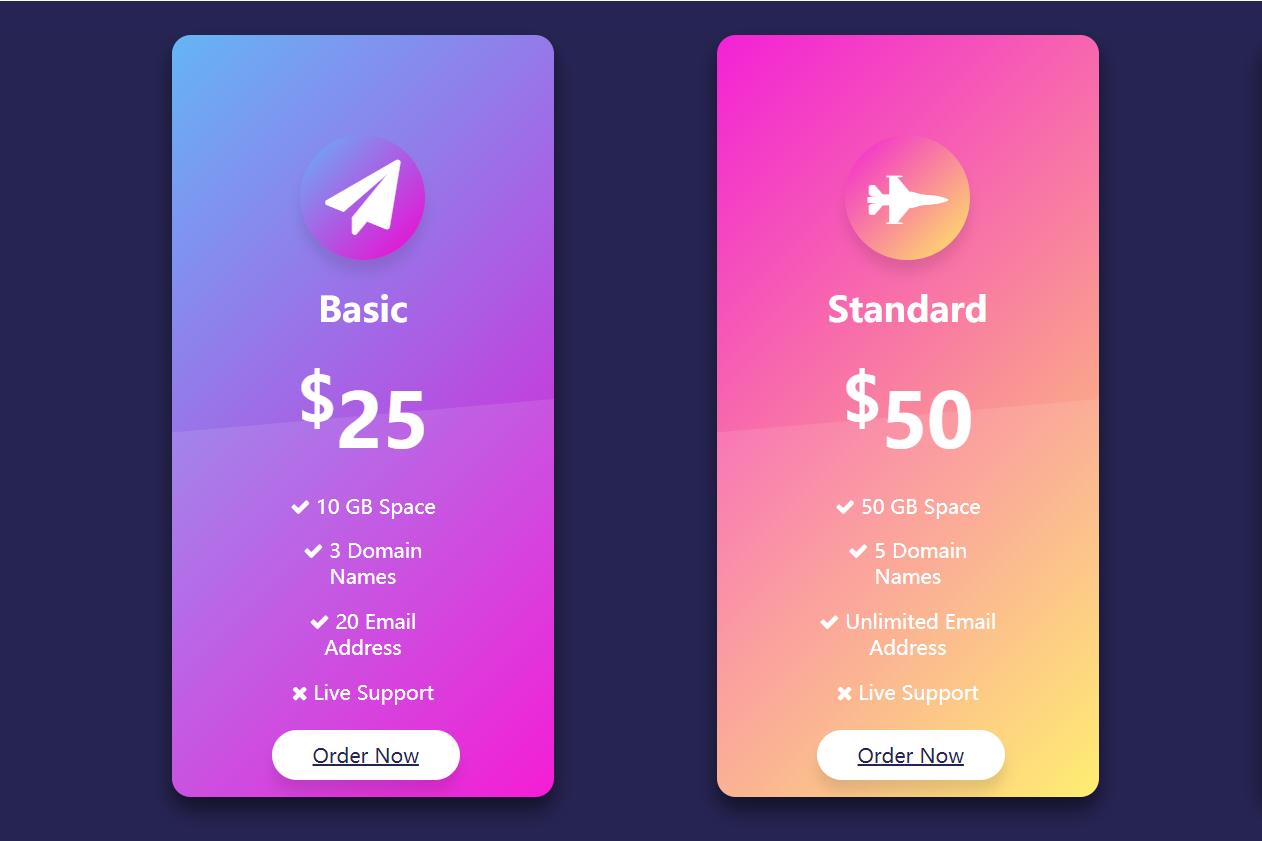 Basic
$25
✔ 10 GB Space
✔ 3 Domain
Names
✔ 20 Email
Address
✖ Live Support
Order Now
Standard
$50
✔ 50 GB Space
✔ 5 Domain
Names
✔ Unlimited Email
Address
✖ Live Support
Order Now